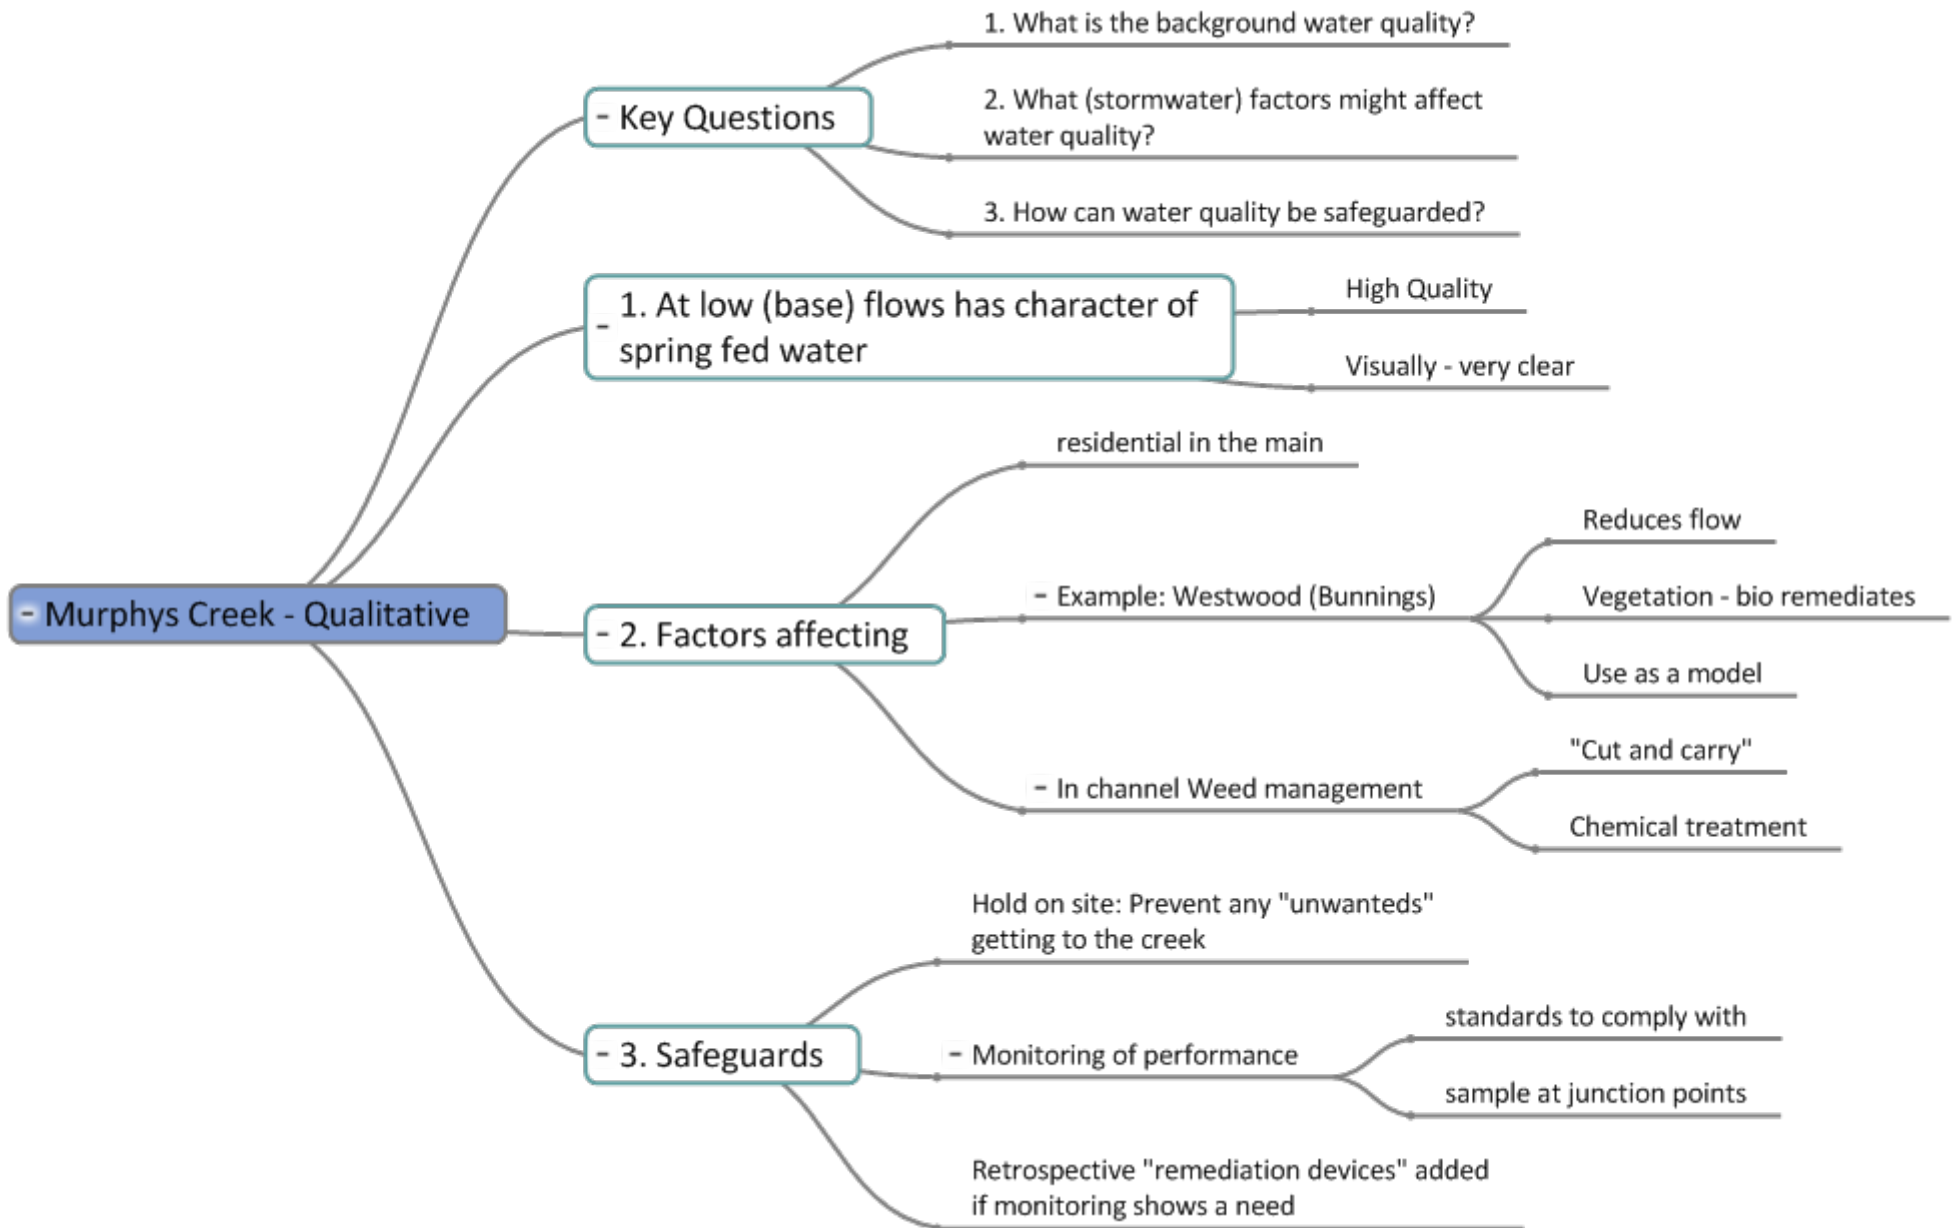 1. What is the background water quality?
- Key Questions
2. What (stormwater) factors might affect
water quality?
3. How can water quality be safeguarded?
- 1. At low (base) flows has character of
spring fed water
High Quality
Visually - very clear
- Murphys Creek - Qualitative
- 2. Factors affecting
residential in the main
- Example: Westwood (Bunnings)
Reduces flow
Vegetation - bio remediates
Use as a model
- In channel Weed management
"Cut and carry"
Chemical treatment
- 3. Safeguards
Hold on site: Prevent any "unwanteds"
getting to the creek
- Monitoring of performance
standards to comply with
sample at junction points
Retrospective "remediation devices" added
if monitoring shows a need